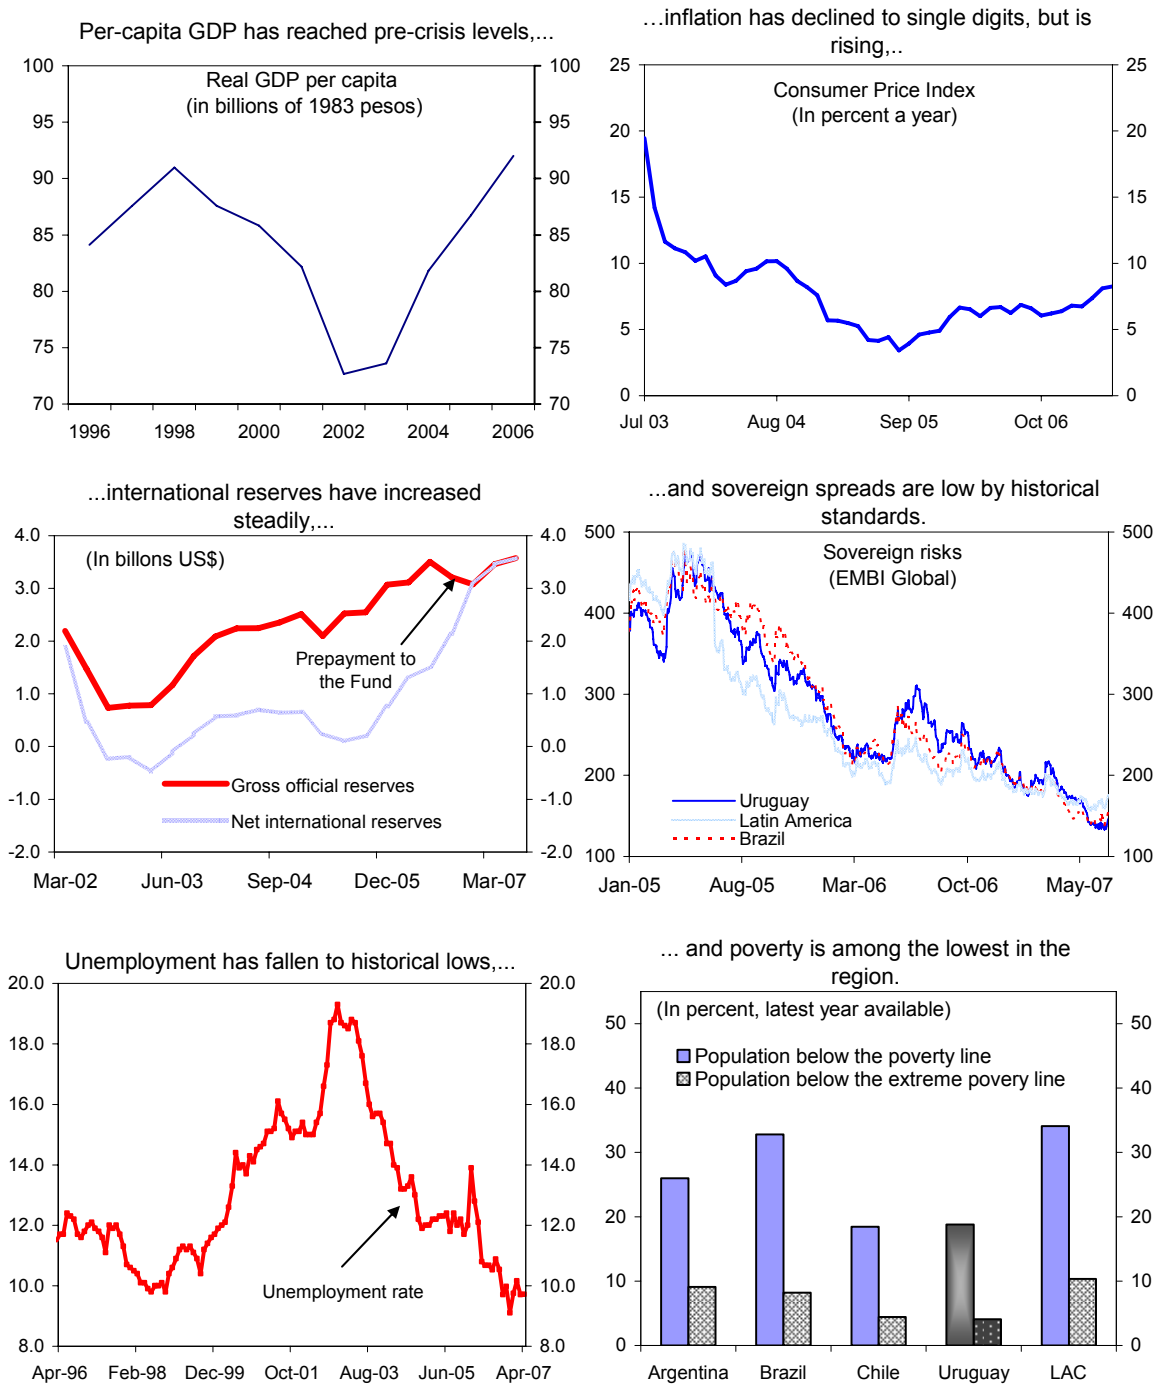 Per-capita GDP has reached pre-crisis levels,...
100
95
90
85
80
75
70
100
95
90
85
80
75
70
Real GDP per capita
(in billions of 1983 pesos)
1996 1998 2000 2002 2004 2006
...inflation has declined to single digits, but is
rising,..
25
20
15
10
5
0
25
20
15
10
5
0
Consumer Price Index
(In percent a year)
Jul 03 Aug 04 Sep 05 Oct 06
...international reserves have increased
steadily,...
4.0
3.0
2.0
1.0
0.0
-1.0
-2.0
4.0
3.0
2.0
1.0
0.0
-1.0
-2.0
(In billons US$)
Prepayment to
the Fund
Gross official reserves
Net international reserves
Mar-02 Jun-03 Sep-04 Dec-05 Mar-07
...and sovereign spreads are low by historical
standards.
500
400
300
200
100
500
400
300
200
100
Sovereign risks
(EMBI Global)
Uruguay
Latin America
Brazil
Jan-05 Aug-05 Mar-06 Oct-06 May-07
Unemployment has fallen to historical lows,...
20.0
18.0
16.0
14.0
12.0
10.0
8.0
20.0
18.0
16.0
14.0
12.0
10.0
8.0
Unemployment rate
Apr-96 Feb-98 Dec-99 Oct-01 Aug-03 Jun-05 Apr-07
... and poverty is among the lowest in the
region.
50
40
30
20
10
0
50
40
30
20
10
0
(In percent, latest year available)
Population below the poverty line
Population below the extreme povery line
Argentina Brazil Chile Uruguay LAC